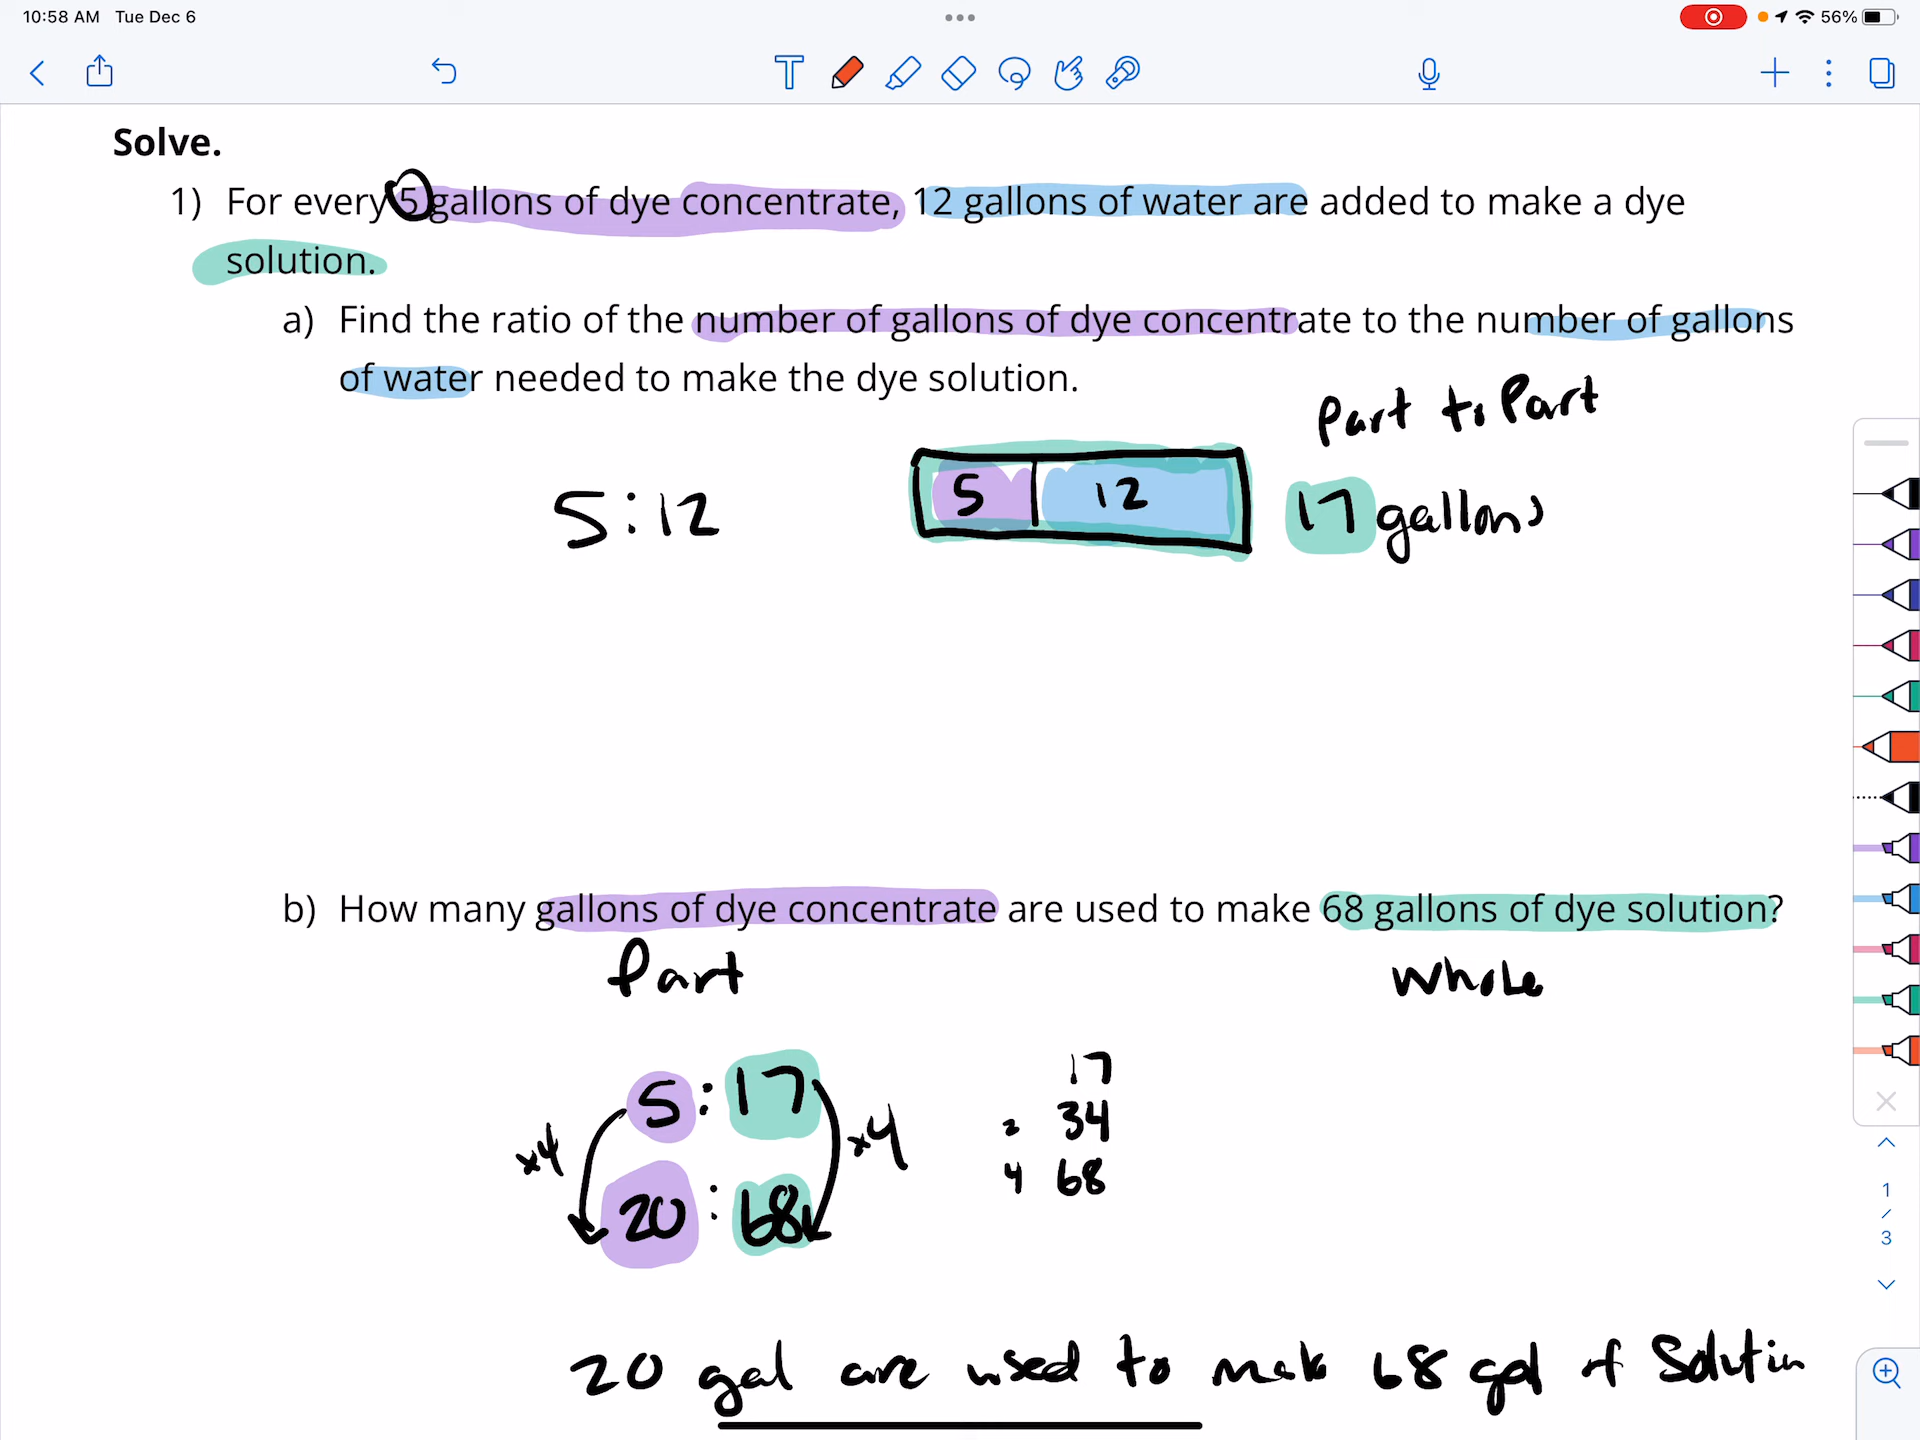 10:58 AM Tue Dec 6
56%
Solve.
1) For every 5 gallons of dye concentrate, 12 gallons of water are added to make a dye
solution.
a) Find the ratio of the number of gallons of dye concentrate to the number of gallons
of water needed to make the dye solution.
Part to Part
5:12
5 12
17 gallons
b) How many gallons of dye concentrate are used to make 68 gallons of dye solution?
Part
Whole
5:17
x4
x4
20:68
17
2 34
4 68
1
/
3
20 gal are used to make 68 gal of Solution